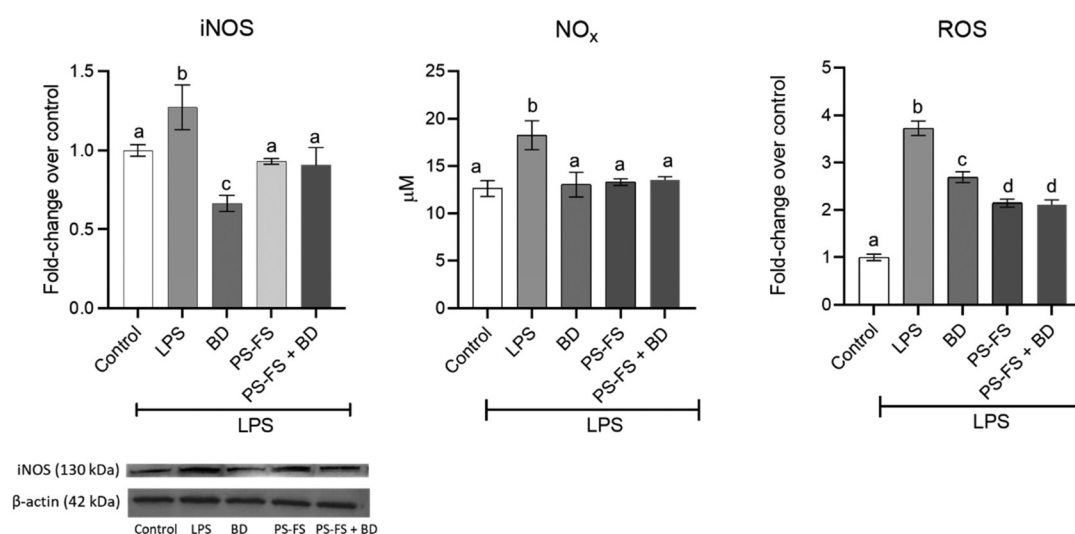 iNOS
Fold-change over control
1.5
1.0
0.5
0.0
a
b
c
a
a
Control
LPS
BD
PS-FS
PS-FS + BD
LPS
NOx
μM
25
20
15
10
5
0
a
b
a
a
a
Control
LPS
BD
PS-FS
PS-FS + BD
LPS
ROS
Fold-change over control
5
4
3
2
1
0
a
b
c
d
d
Control
LPS
BD
PS-FS
PS-FS + BD
LPS
iNOS (130 kDa)
β-actin (42 kDa)
Control LPS BD PS-FS PS-FS + BD